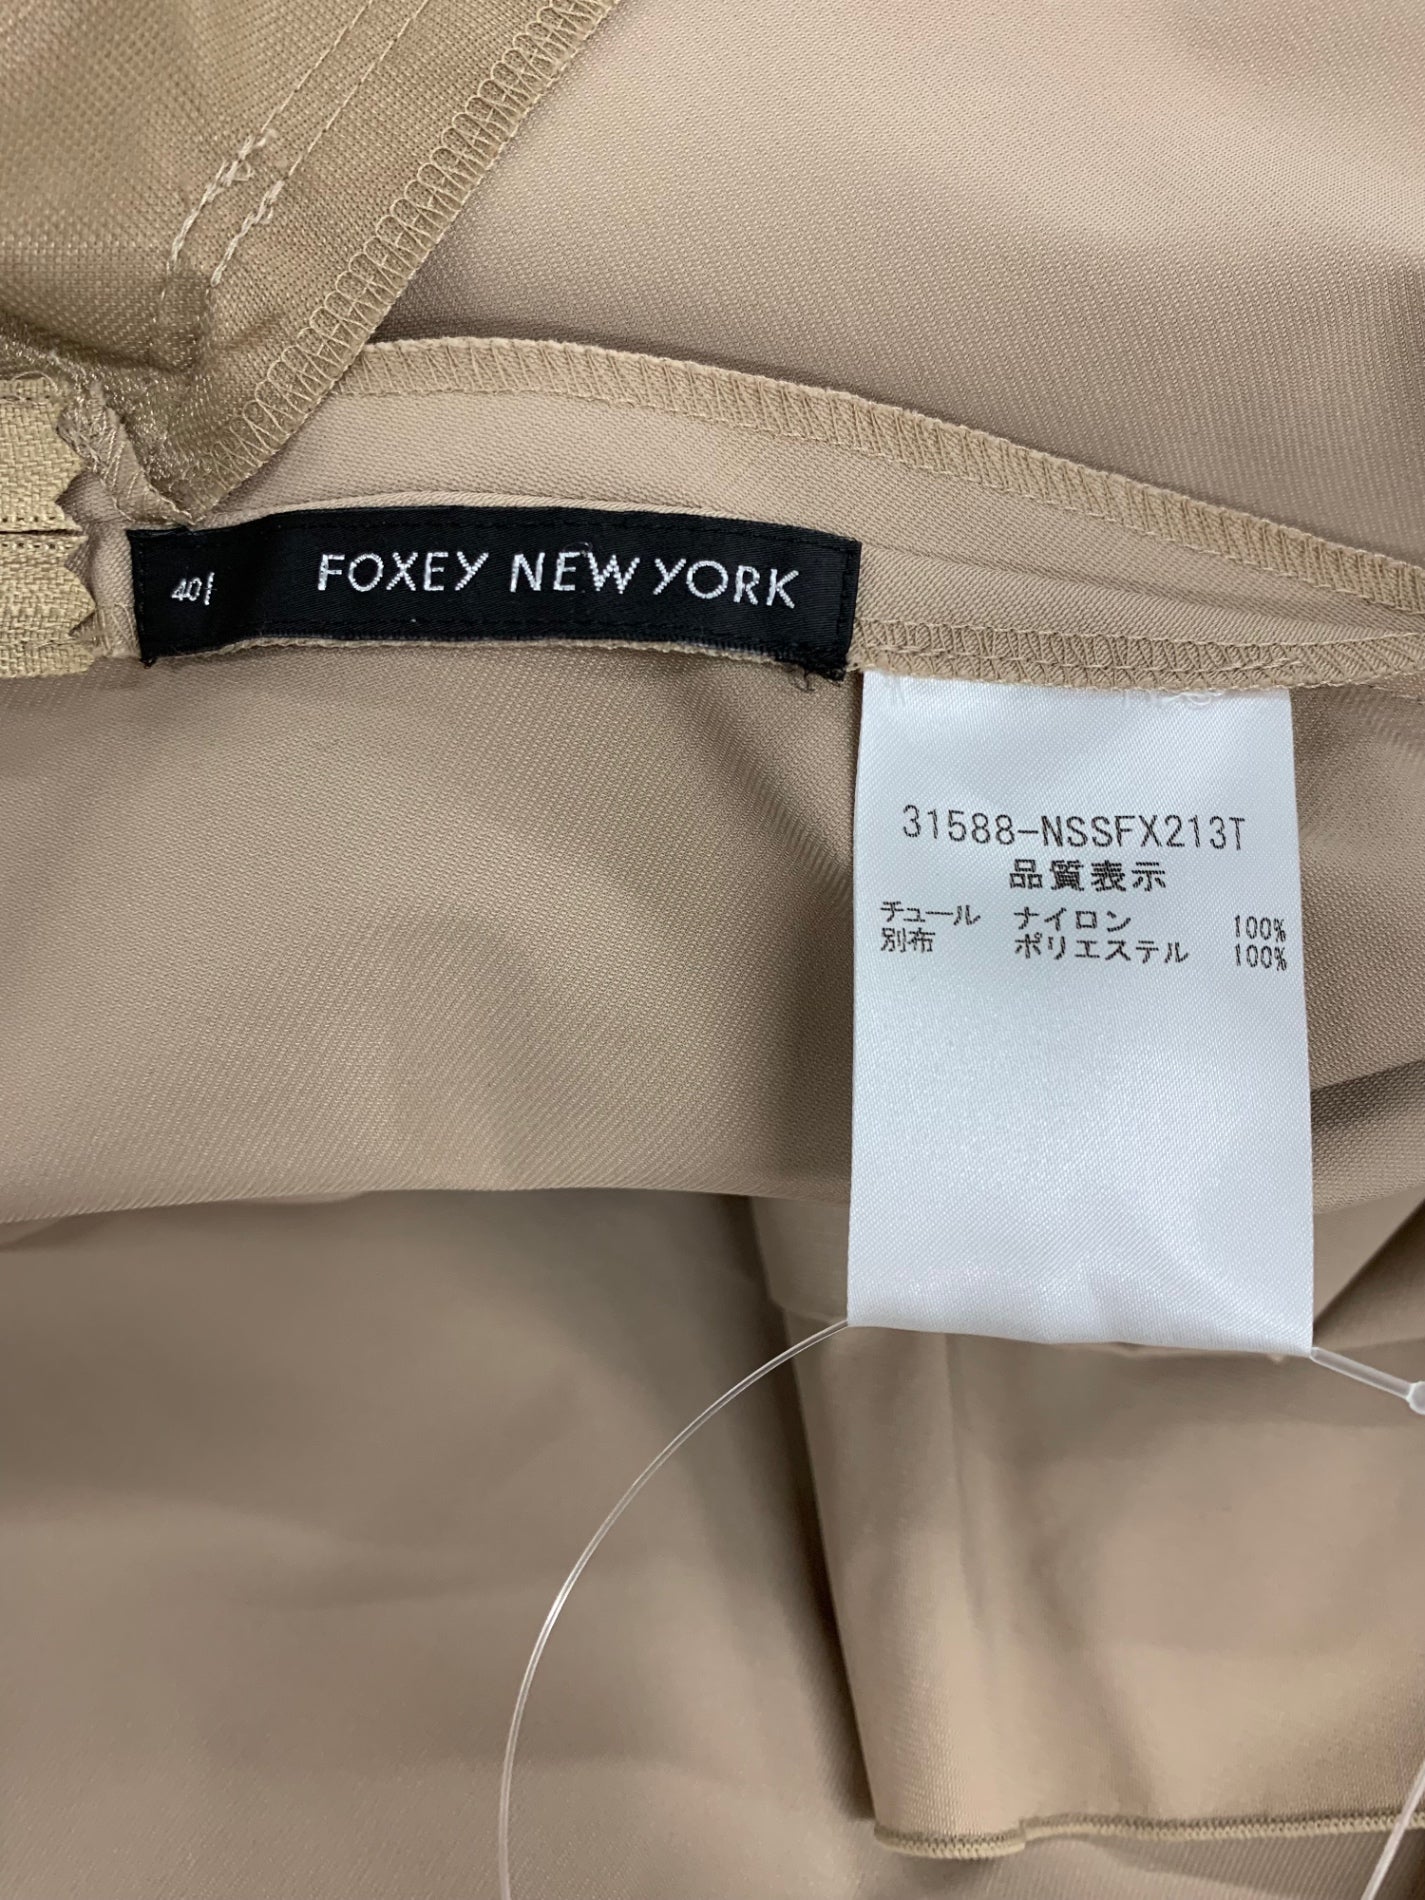 40 FOXEY NEW YORK
31588-NSSFX213T
品質表示
チュール ナイロン 100%
別布 ポリエステル 100%